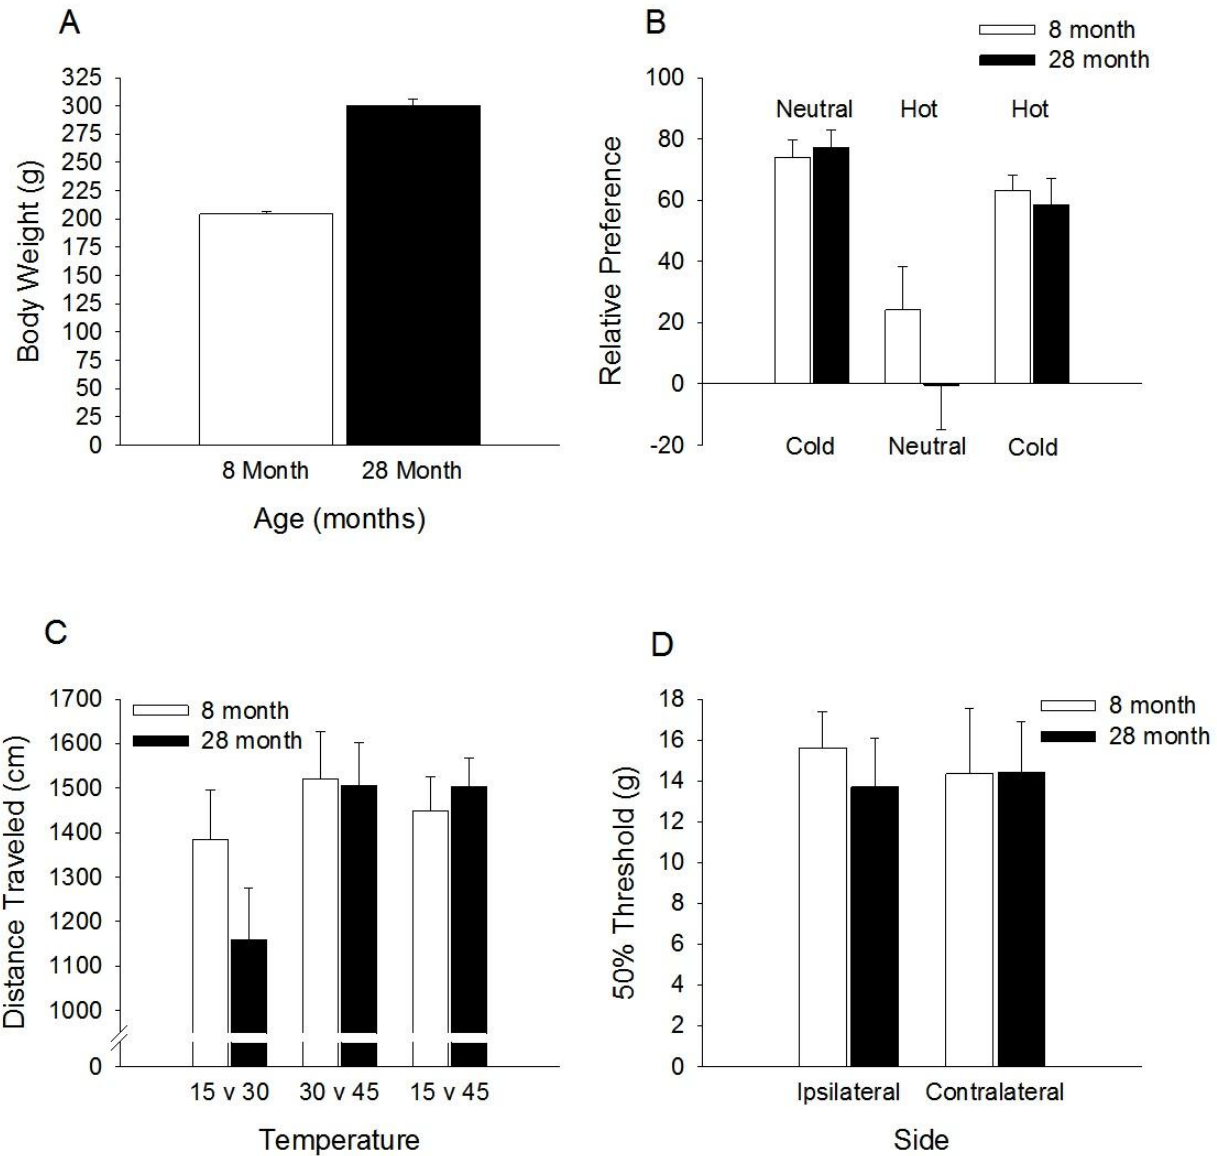 A
Body Weight (g)
325
300
275
250
225
200
175
150
125
100
75
50
25
0
8 Month 28 Month
Age (months)
B
8 month
28 month
Relative Preference
100
80
60
40
20
0
-20
Neutral Hot Hot
Cold Neutral Cold
C
8 month
28 month
Distance Traveled (cm)
1700
1600
1500
1400
1300
1200
1100
1000
0
15 v 30 30 v 45 15 v 45
Temperature
D
8 month
28 month
50% Threshold (g)
18
16
14
12
10
8
6
4
2
0
Ipsilateral Contralateral
Side